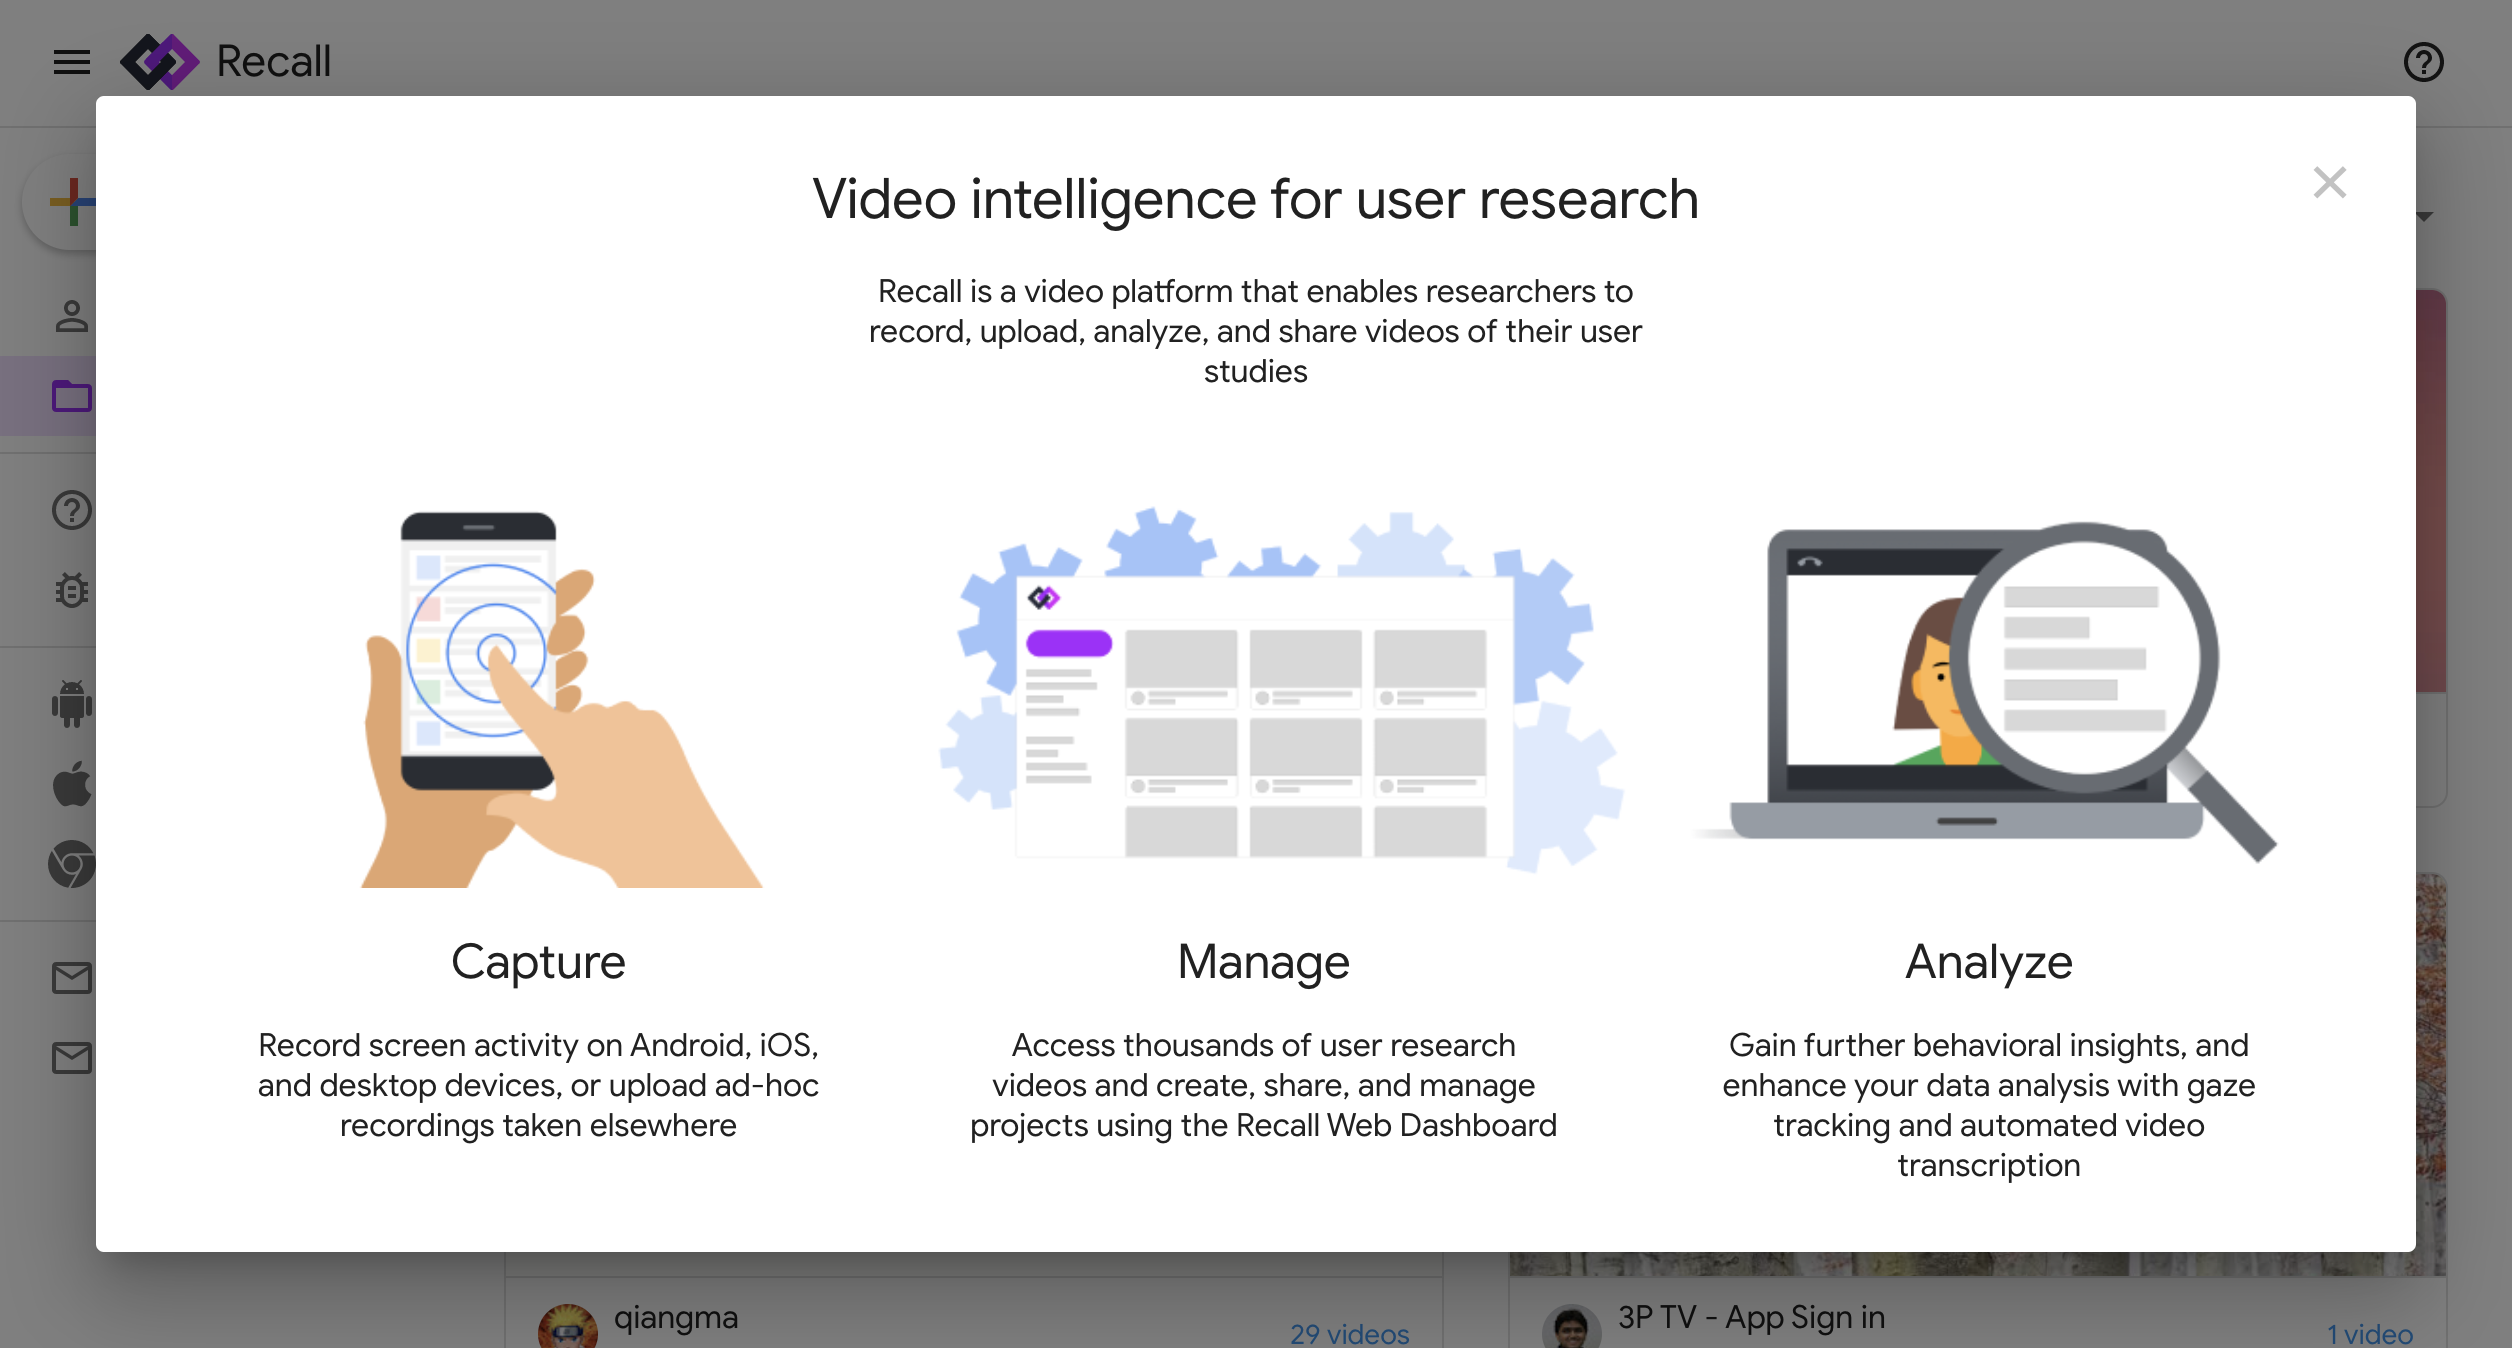 Recall
Video intelligence for user research
Recall is a video platform that enables researchers to
record, upload, analyze, and share videos of their user
studies
Capture
Record screen activity on Android, iOS,
and desktop devices, or upload ad-hoc
recordings taken elsewhere
Manage
Access thousands of user research
videos and create, share, and manage
projects using the Recall Web Dashboard
Analyze
Gain further behavioral insights, and
enhance your data analysis with gaze
tracking and automated video
transcription
qiangma
29 videos
3P TV - App Sign in
1 video